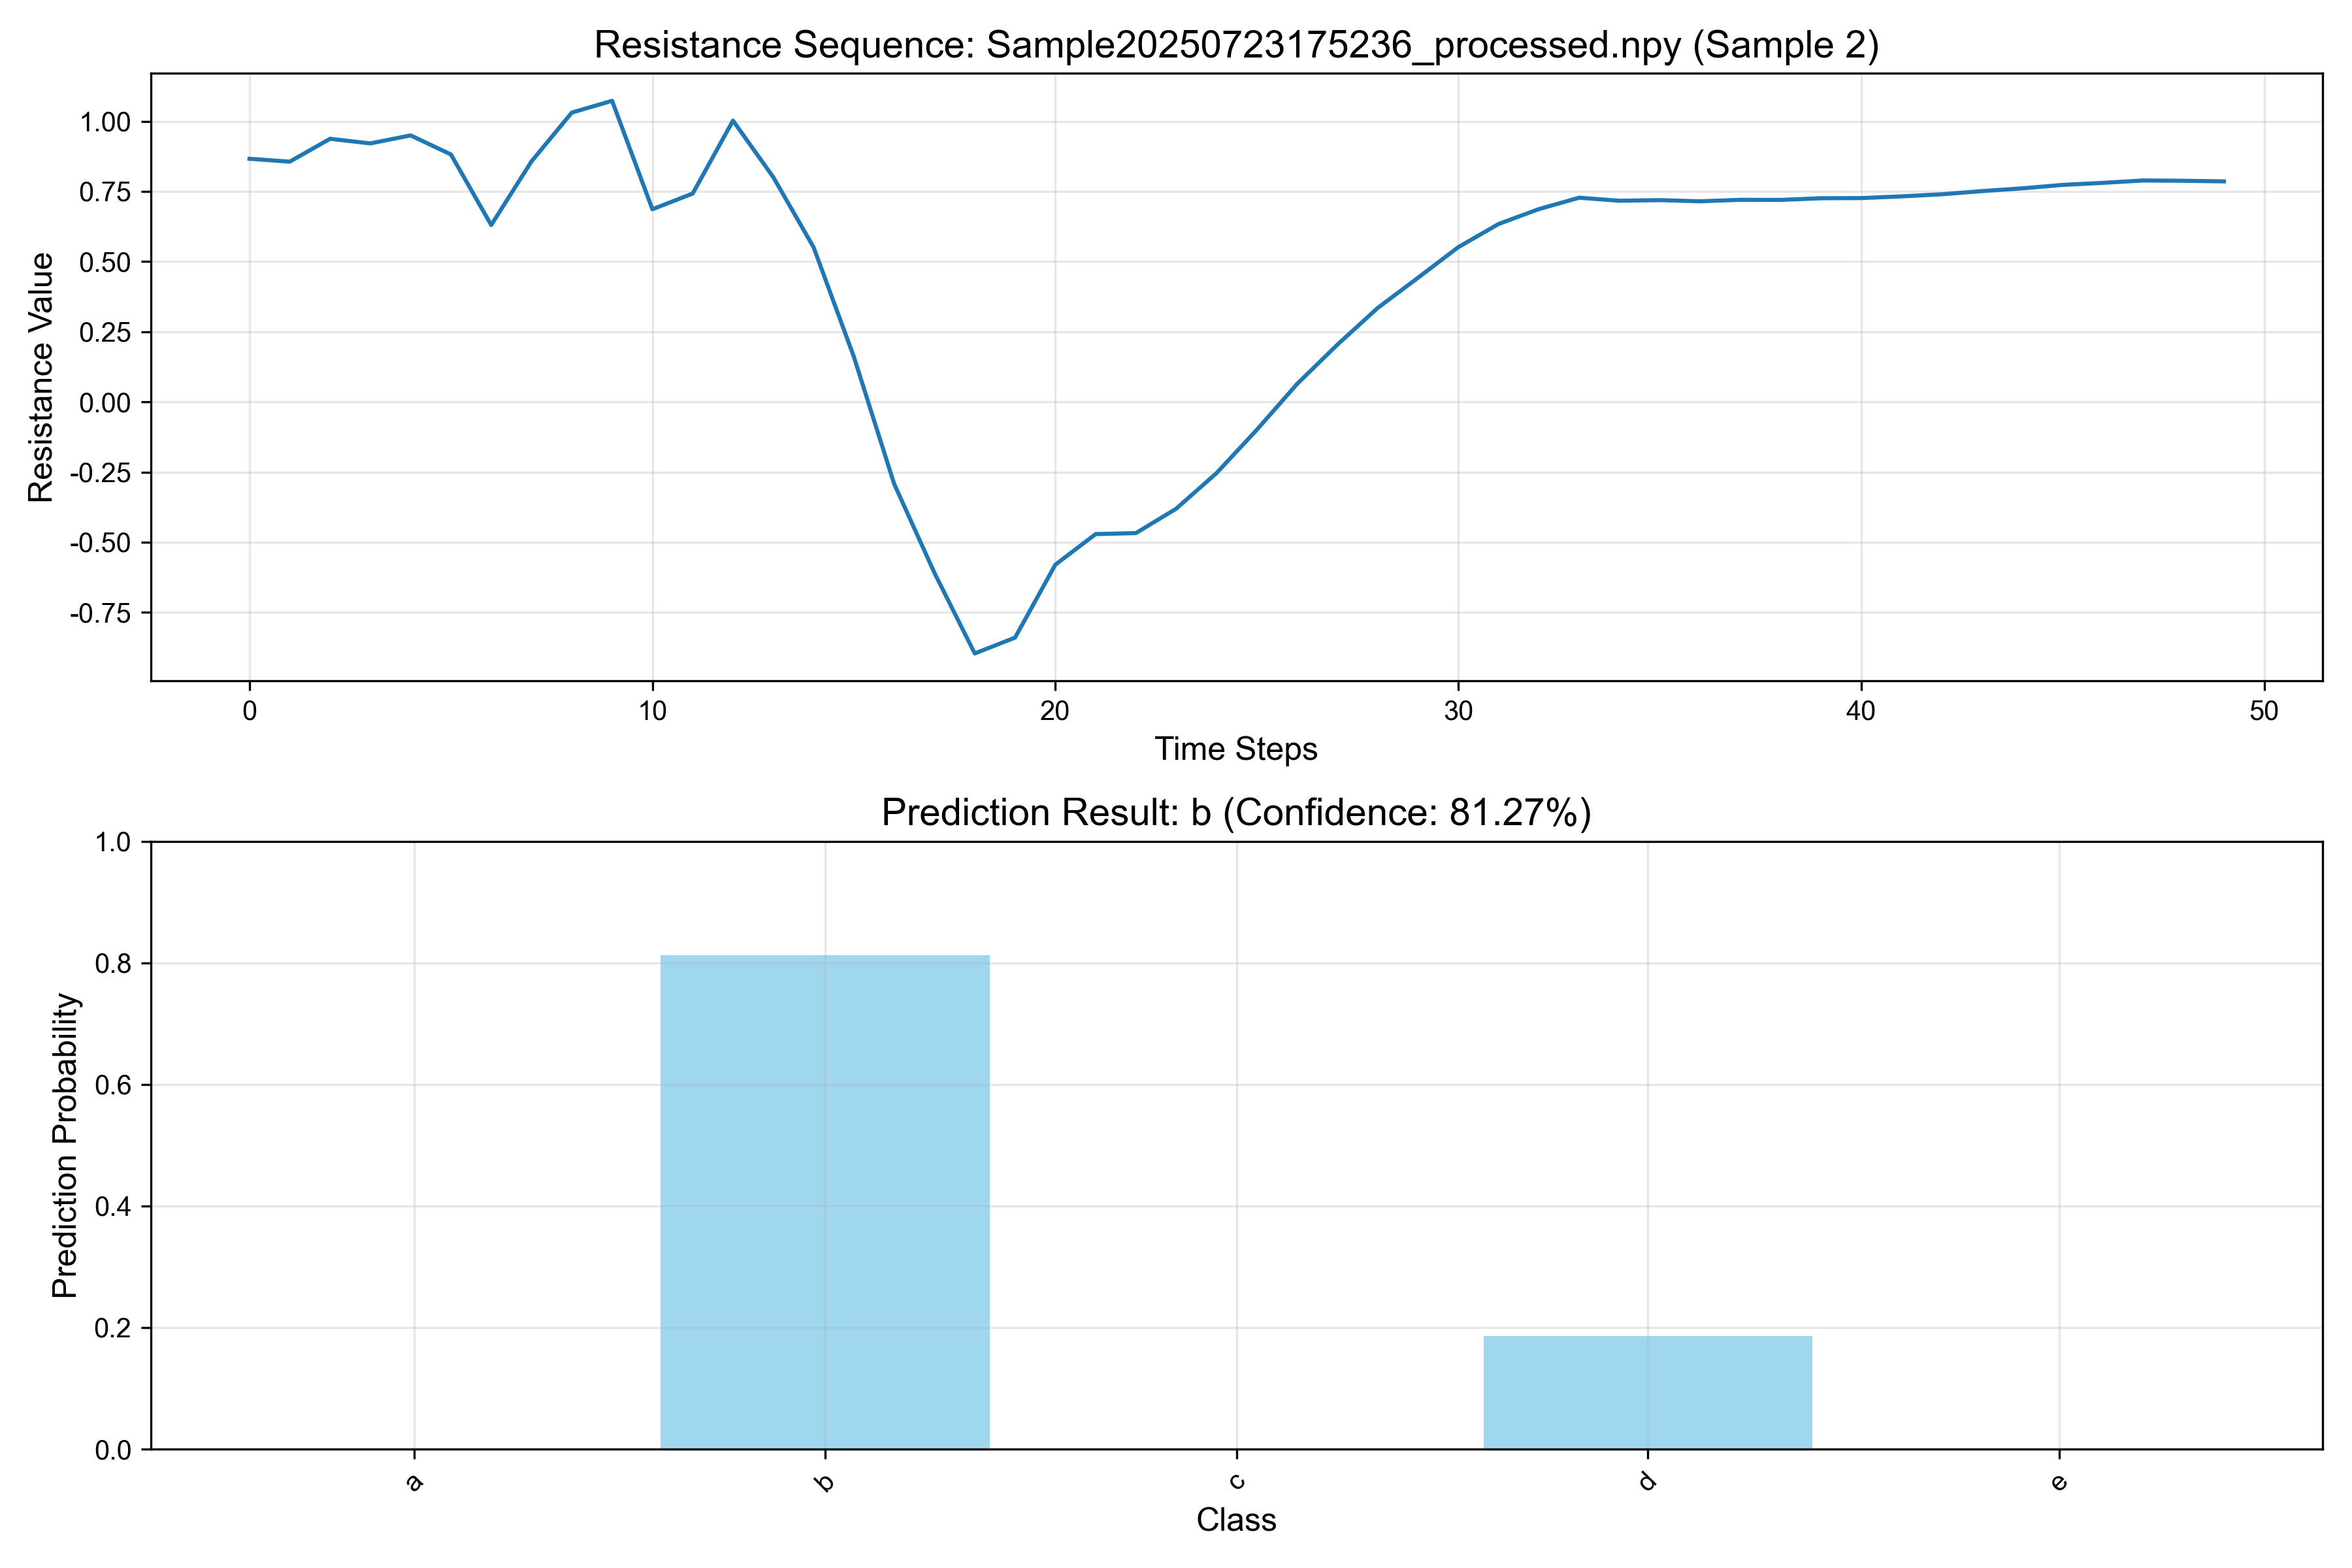 Resistance Sequence: Sample20250723175236_processed.npy (Sample 2)
Resistance Value
1.00
0.75
0.50
0.25
0.00
-0.25
-0.50
-0.75
0 10 20 30 40 50
Time Steps
Prediction Result: b (Confidence: 81.27%)
Prediction Probability
1.0
0.8
0.6
0.4
0.2
0.0
a b c d e
Class